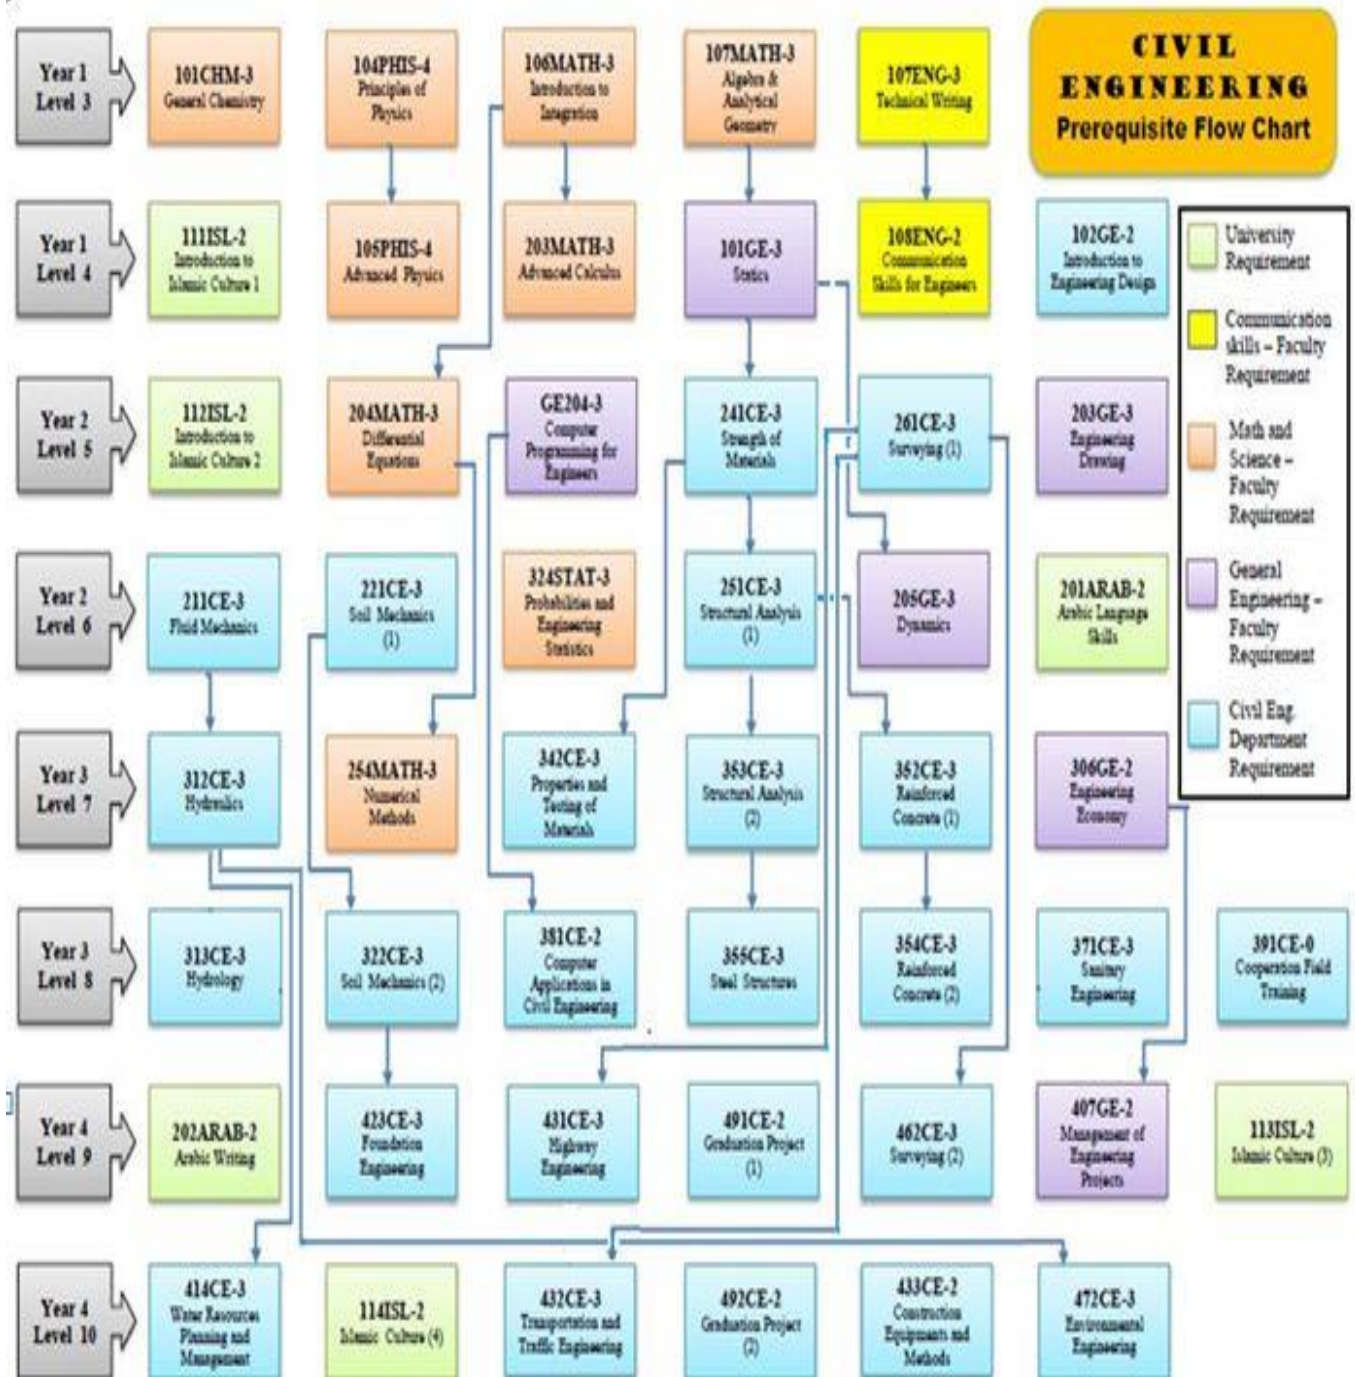 CIVIL
ENGINEERING
Prerequisite Flow Chart
Year 1
Level 3
101CHM-3
General Chemistry
104PHIS-4
Principles of
Physics
106MATH-3
Introduction to
Integration
107MATH-3
Algebra &
Analytical
Geometry
107ENG-3
Technical Writing
Year 1
Level 4
111ISL-2
Introduction to
Islamic Culture 1
105PHIS-4
Advanced Physics
203MATH-3
Advanced Calculus
101GE-3
Statics
108ENG-2
Communication
Skills for Engineers
102GE-2
Introduction to
Engineering Design
University
Requirement
Communication
skills – Faculty
Requirement
Math and
Science –
Faculty
Requirement
General
Engineering –
Faculty
Requirement
Civil Eng.
Department
Requirement
Year 2
Level 5
112ISL-2
Introduction to
Islamic Culture 2
204MATH-3
Differential
Equations
GE204-3
Computer
Programming for
Engineers
241CE-3
Strength of
Materials
261CE-3
Surveying (1)
203GE-3
Engineering
Drawing
Year 2
Level 6
211CE-3
Fluid Mechanics
221CE-3
Soil Mechanics
(1)
324STAT-3
Probabilities and
Engineering
Statistics
251CE-3
Structural Analysis
(1)
205GE-3
Dynamics
201ARAB-2
Arabic Language
Skills
Year 3
Level 7
312CE-3
Hydraulics
254MATH-3
Numerical
Methods
342CE-3
Properties and
Testing of
Materials
353CE-3
Structural Analysis
(2)
352CE-3
Reinforced
Concrete (1)
306GE-2
Engineering
Economy
Year 3
Level 8
313CE-3
Hydrology
322CE-3
Soil Mechanics (2)
381CE-2
Computer
Applications in
Civil Engineering
355CE-3
Steel Structures
354CE-3
Reinforced
Concrete (2)
371CE-3
Sanitary
Engineering
391CE-0
Cooperation Field
Training
Year 4
Level 9
202ARAB-2
Arabic Writing
423CE-3
Foundation
Engineering
431CE-3
Highway
Engineering
491CE-2
Graduation Project
(1)
462CE-3
Surveying (2)
407GE-2
Management of
Engineering
Projects
113ISL-2
Islamic Culture (3)
Year 4
Level 10
414CE-3
Water Resources
Planning and
Management
114ISL-2
Islamic Culture (4)
432CE-3
Transportation and
Traffic Engineering
492CE-2
Graduation Project
(2)
433CE-2
Construction
Equipments and
Methods
472CE-3
Environmental
Engineering